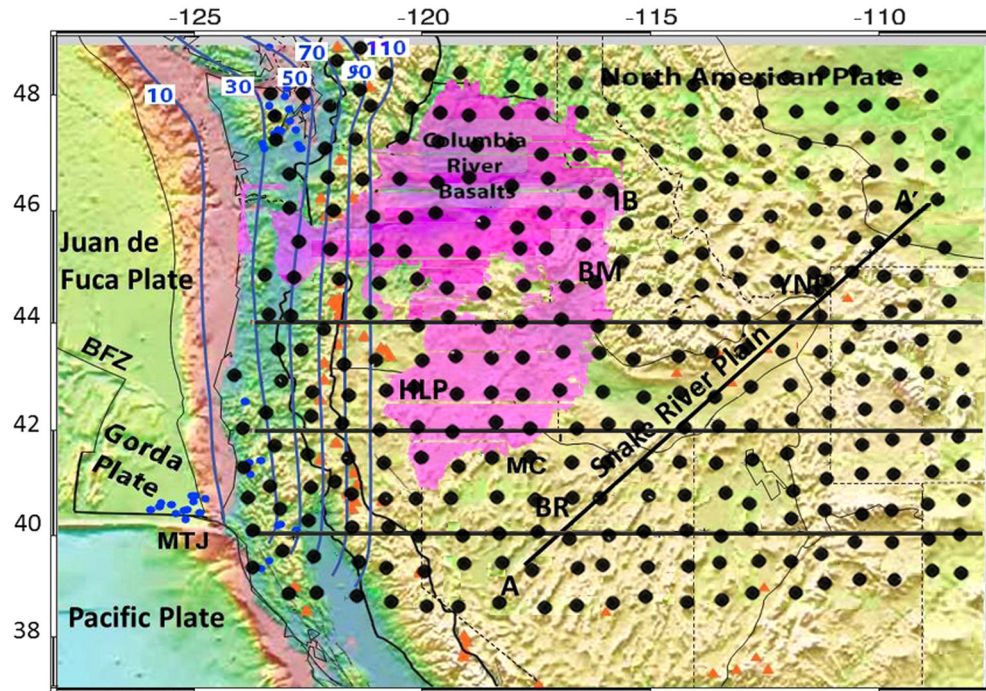 -125 -120 -115 -110
48
46
44
42
40
38
10
30
50
70
90
110
North American Plate
Columbia
River
Basalts
IB
A'
Juan de
Fuca Plate
BM
YNP
BFZ
HLP
Snake River Plain
Gorda
Plate
MC
BR
MTJ
A
Pacific Plate